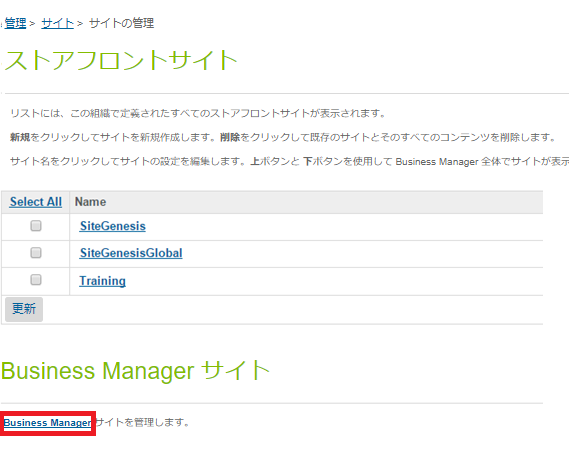 管理 > サイト > サイトの管理
ストアフロントサイト
リストには、この組織で定義されたすべてのストアフロントサイトが表示されます。
新規をクリックしてサイトを新規作成します。削除をクリックして既存のサイトとそのすべてのコンテンツを削除します。
サイト名をクリックしてサイトの設定を編集します。上ボタンと 下ボタンを使用して Business Manager 全体でサイトが表示
Select All Name
SiteGenesis
SiteGenesisGlobal
Training
更新
Business Manager サイト
Business Manager サイトを管理します。